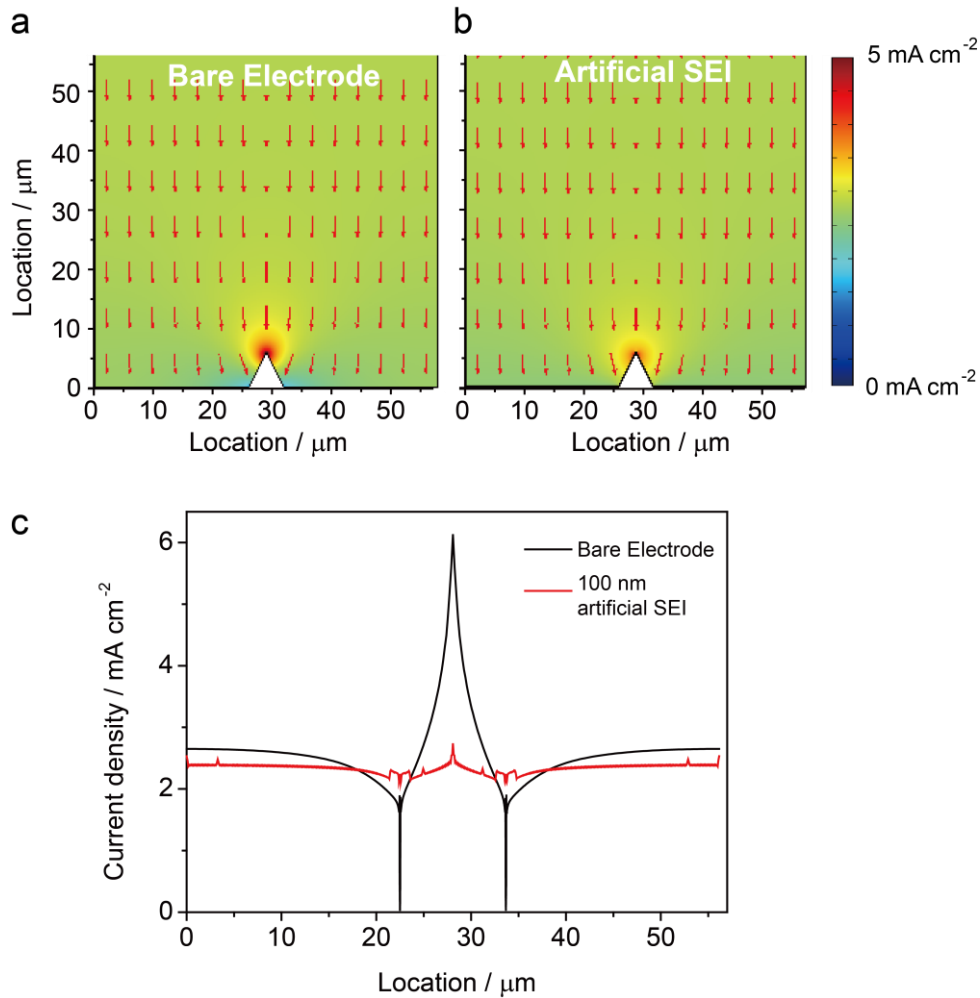 a
b
Bare Electrode
Artificial SEI
5 mA cm⁻²
0 mA cm⁻²
50
40
30
20
10
0
Location / μm
0 10 20 30 40 50
Location / μm
0 10 20 30 40 50
Location / μm
c
Bare Electrode
100 nm
artificial SEI
6
4
2
0
Current density / mA cm⁻²
0 10 20 30 40 50
Location / μm